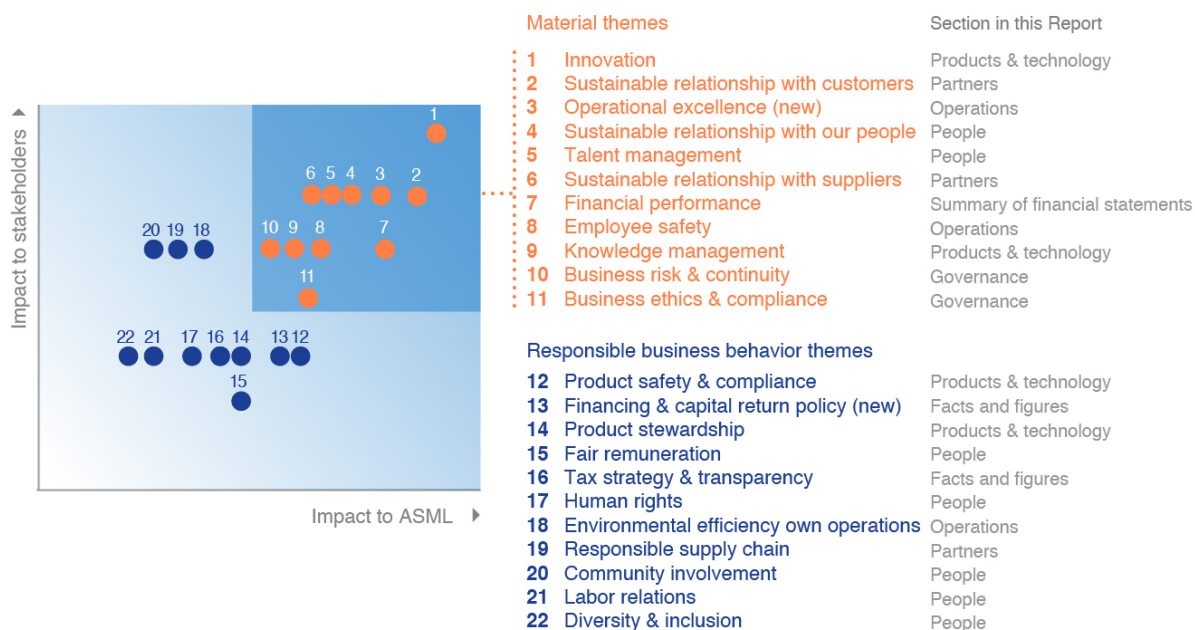 Material themes Section in this Report
1 Innovation Products & technology
2 Sustainable relationship with customers Partners
3 Operational excellence (new) Operations
4 Sustainable relationship with our people People
5 Talent management People
6 Sustainable relationship with suppliers Partners
7 Financial performance Summary of financial statements
8 Employee safety Operations
9 Knowledge management Products & technology
10 Business risk & continuity Governance
11 Business ethics & compliance Governance
Responsible business behavior themes
12 Product safety & compliance Products & technology
13 Financing & capital return policy (new) Facts and figures
14 Product stewardship Products & technology
15 Fair remuneration People
16 Tax strategy & transparency Facts and figures
17 Human rights People
18 Environmental efficiency own operations Operations
19 Responsible supply chain Partners
20 Community involvement People
21 Labor relations People
22 Diversity & inclusion People
Impact to stakeholders
1
6 5 4 3 2
20 19 18 10 9 8 7
11
22 21 17 16 14 13 12
15
Impact to ASML